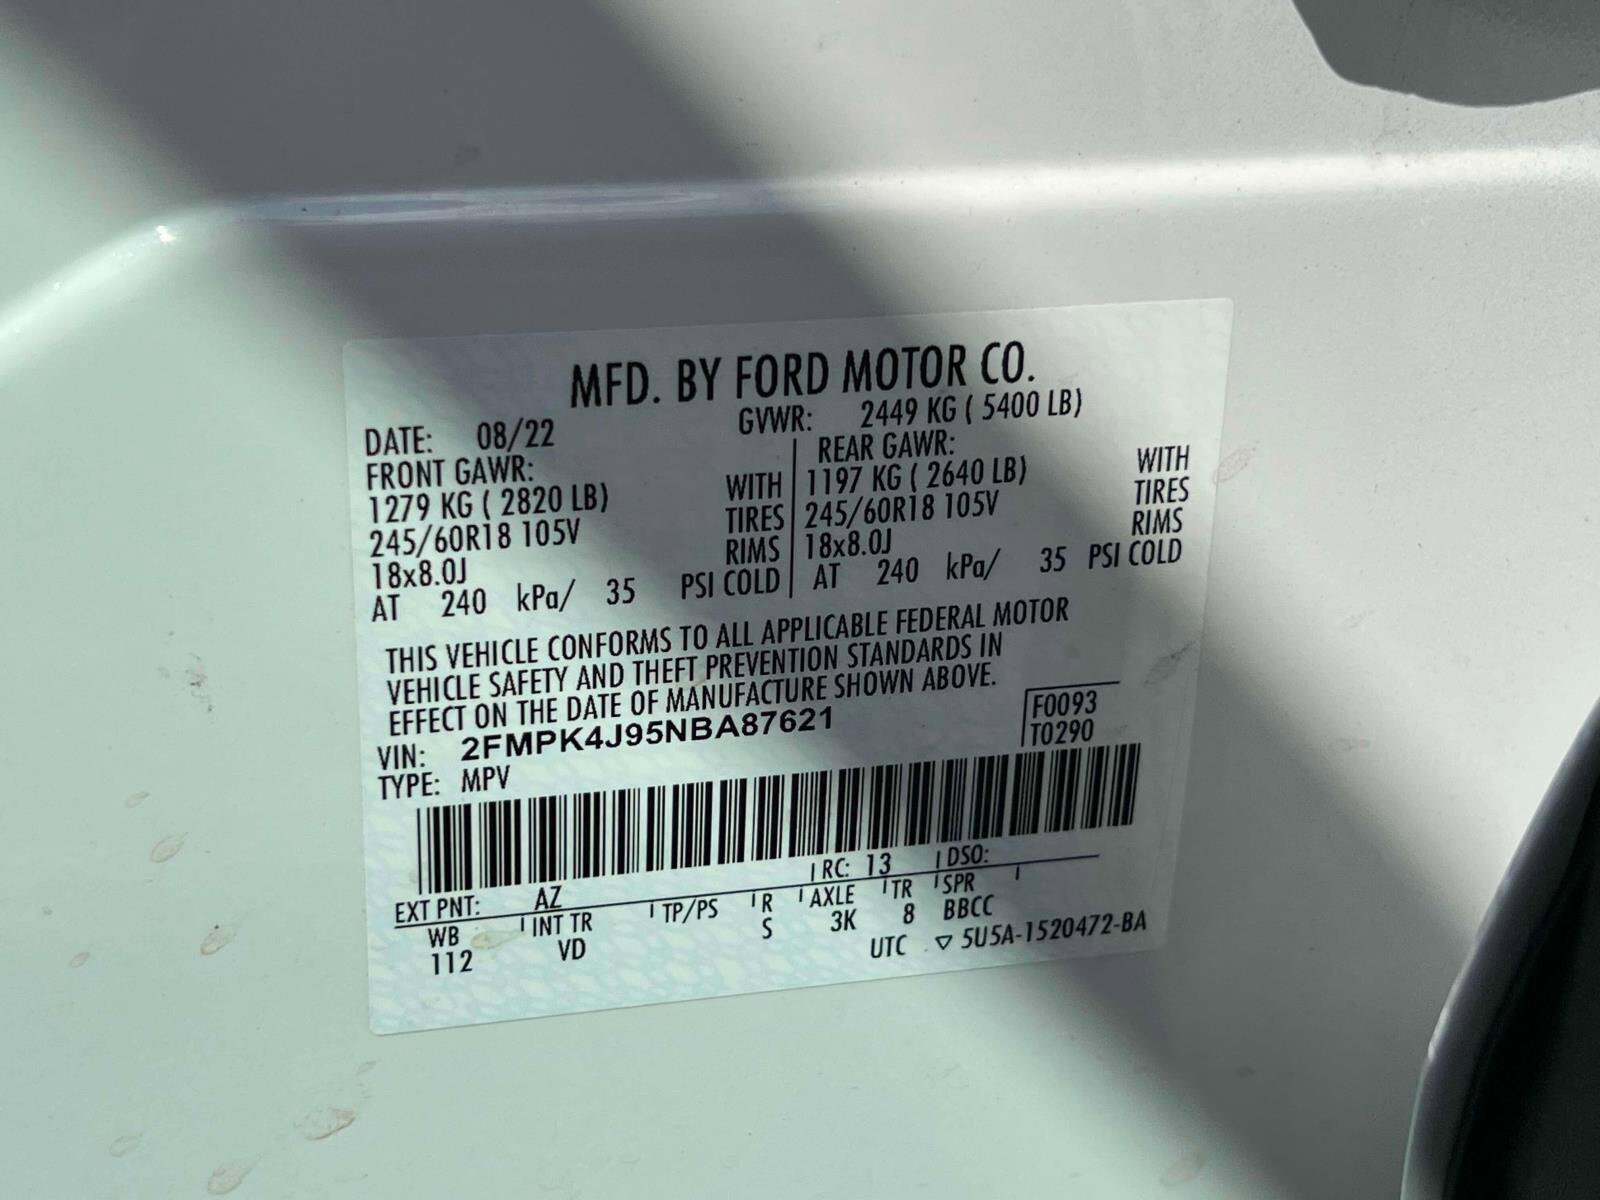 MFD. BY FORD MOTOR CO.
DATE: 08/22 GVWR: 2449 KG ( 5400 LB)
FRONT GAWR: REAR GAWR:
1279 KG ( 2820 LB) WITH 1197 KG ( 2640 LB) WITH
245/60R18 105V TIRES 245/60R18 105V TIRES
18x8.0J RIMS 18x8.0J RIMS
AT 240 kPa/ 35 PSI COLD AT 240 kPa/ 35 PSI COLD
THIS VEHICLE CONFORMS TO ALL APPLICABLE FEDERAL MOTOR
VEHICLE SAFETY AND THEFT PREVENTION STANDARDS IN
EFFECT ON THE DATE OF MANUFACTURE SHOWN ABOVE.
VIN: 2FMPK4J95NBA87621 F0093
TYPE: MPV T0290
EXT PNT: AZ RC: 13 DSO:
WB INT TR TP/PS R AXLE TR SPR
112 VD S 3K 8 BBCC
UTC ▽ 5U5A-1520472-BA